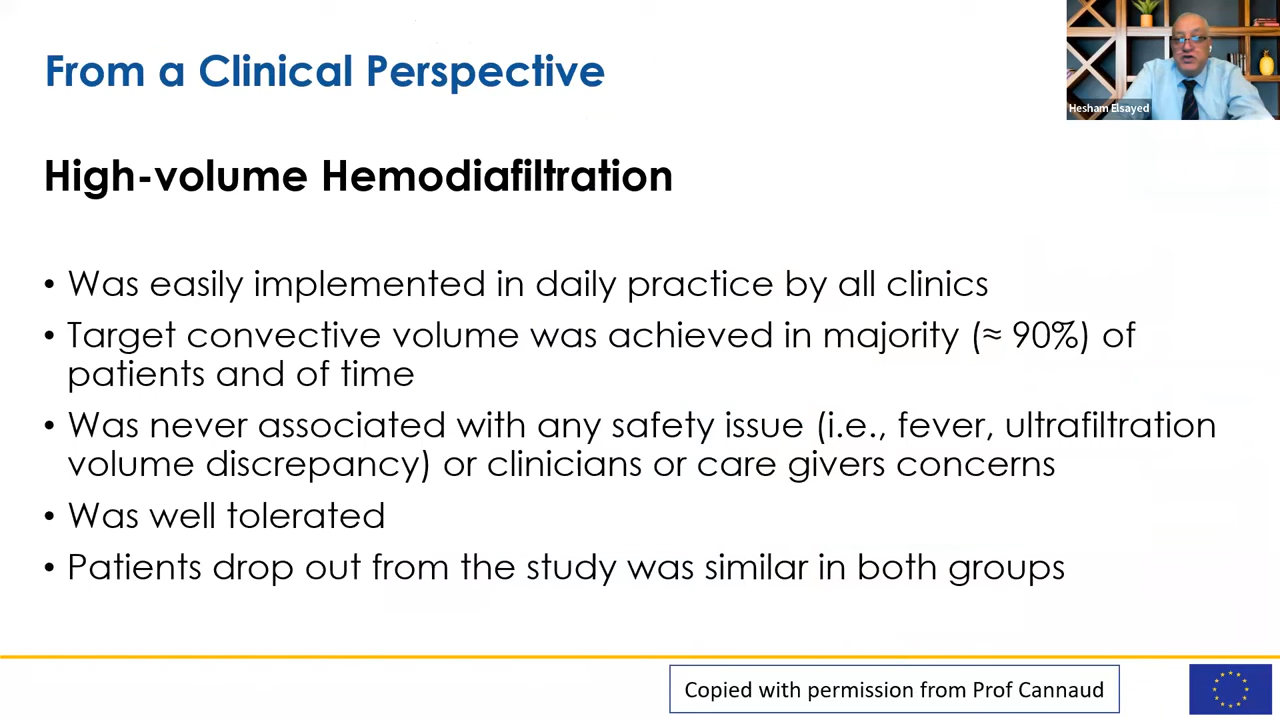 From a Clinical Perspective
Hesham Elsayed
High-volume Hemodiafiltration
• Was easily implemented in daily practice by all clinics
• Target convective volume was achieved in majority (≈ 90%) of
patients and of time
• Was never associated with any safety issue (i.e., fever, ultrafiltration
volume discrepancy) or clinicians or care givers concerns
• Was well tolerated
• Patients drop out from the study was similar in both groups
Copied with permission from Prof Cannaud